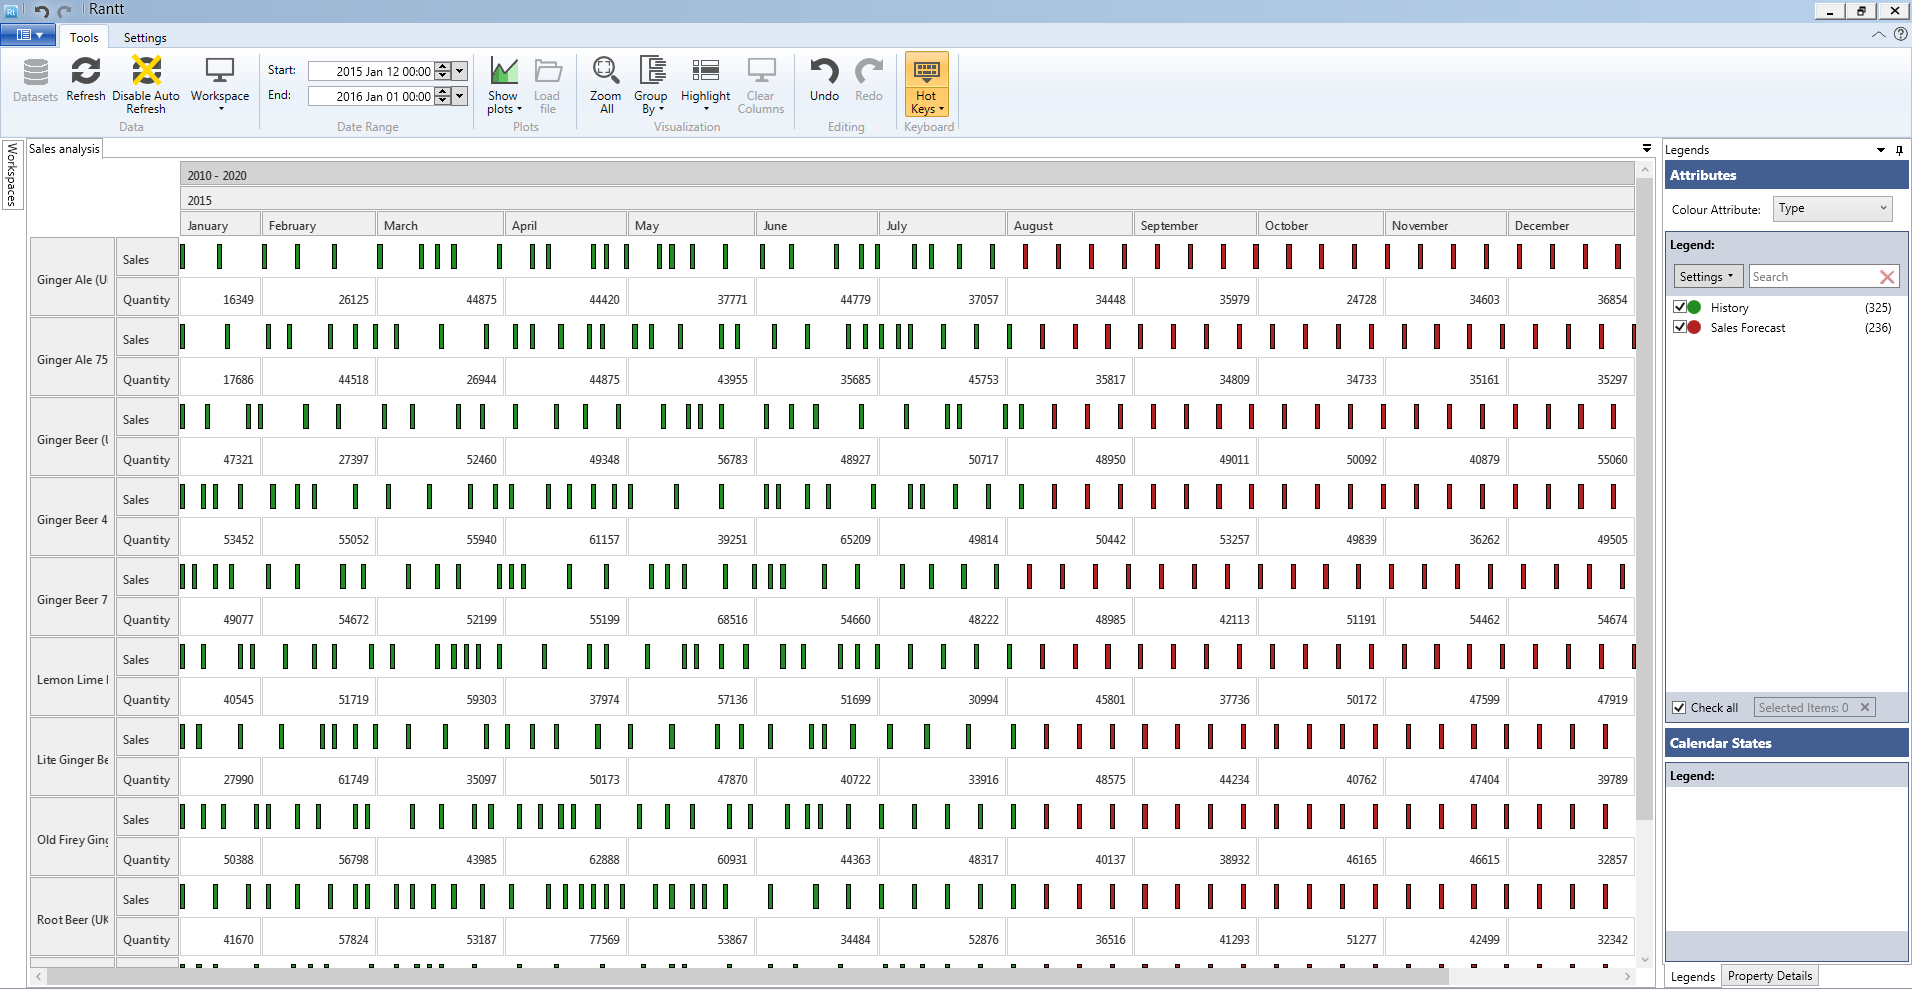 Rt Rantt
Tools Settings
Datasets Refresh Disable Auto Refresh Workspace
Data
Start: 2015 Jan 12 00:00
End: 2016 Jan 01 00:00
Date Range
Show plots Load file
Plots
Zoom All Group By Highlight Clear Columns
Visualization
Undo Redo
Editing
Hot Keys
Keyboard
Workspaces
Sales analysis
2010 - 2020
2015
January February March April May June July August September October November December
Ginger Ale (U
Sales
Quantity 16349 26125 44875 44420 37771 44779 37057 34448 35979 24728 34603 36854
Ginger Ale 75
Sales
Quantity 17686 44518 26944 44875 43955 35685 45753 35817 34809 34733 35161 35297
Ginger Beer (
Sales
Quantity 47321 27397 52460 49348 56783 48927 50717 48950 49011 50092 40879 55060
Ginger Beer 4
Sales
Quantity 53452 55052 55940 61157 39251 65209 49814 50442 53257 49839 36262 49505
Ginger Beer 7
Sales
Quantity 49077 54672 52199 55199 68516 54660 48222 48985 42113 51191 54462 54674
Lemon Lime
Sales
Quantity 40545 51719 59303 37974 57136 51699 30994 45801 37736 50172 47599 47919
Lite Ginger Be
Sales
Quantity 27990 61749 35097 50173 47870 40722 33916 48575 44234 40762 47404 39789
Old Firey Ging
Sales
Quantity 50388 56798 43985 62888 60931 44363 48317 40137 38932 46165 46615 32857
Root Beer (UK
Sales
Quantity 41670 57824 53187 77569 53867 34484 52876 36516 41293 51277 42499 32342
Legends
Attributes
Colour Attribute: Type
Legend:
Settings Search
History (325)
Sales Forecast (236)
Check all Selected Items: 0
Calendar States
Legend:
Legends Property Details